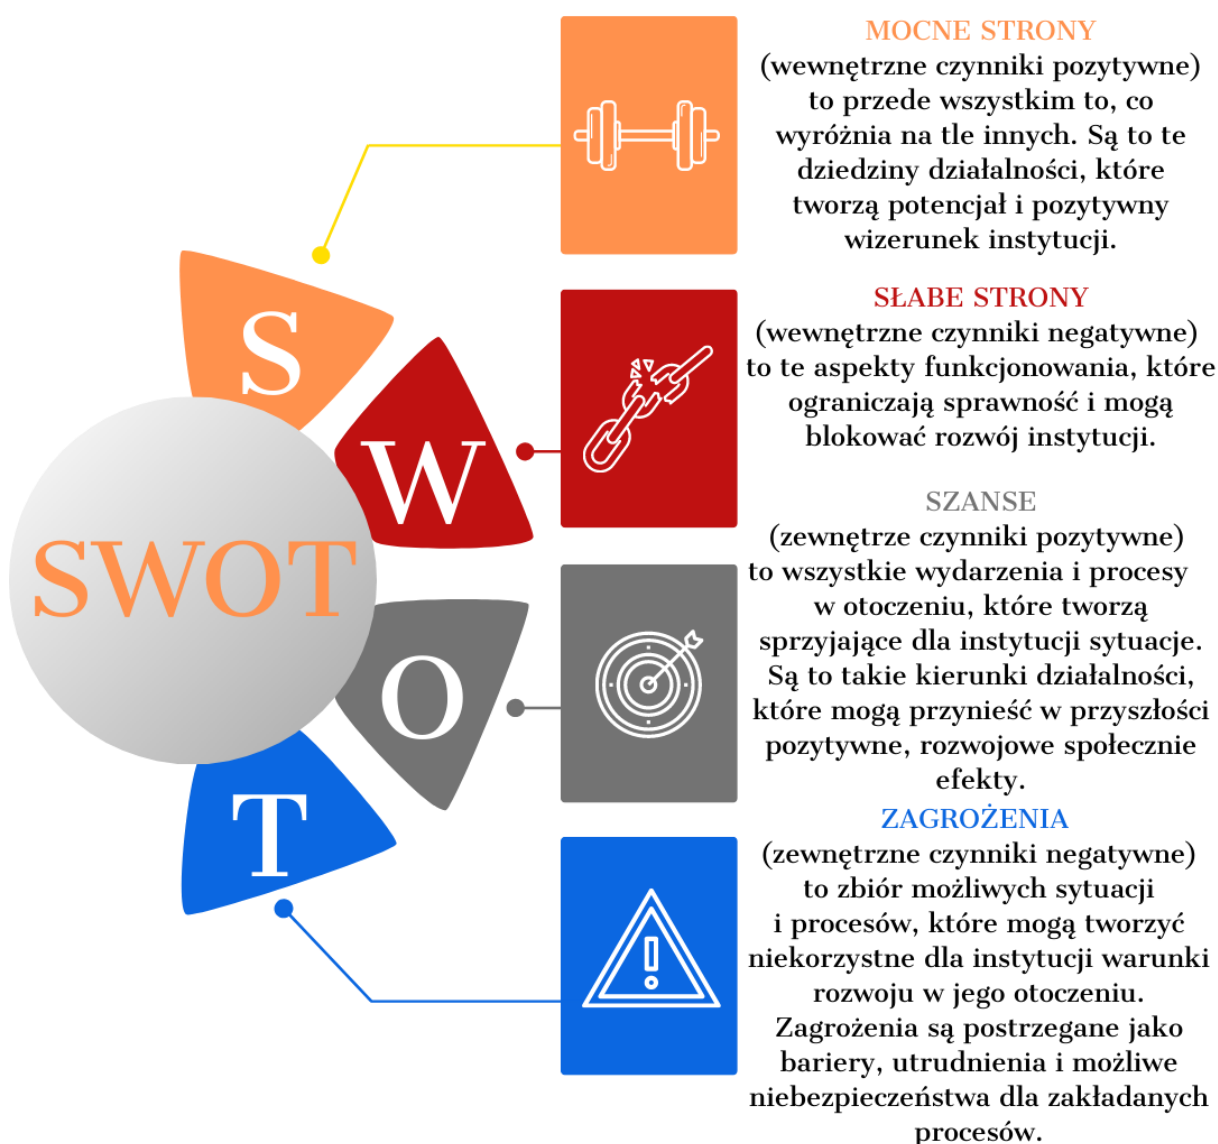 SWOT
S
W
O
T
MOCNE STRONY
(wewnętrzne czynniki pozytywne)
to przede wszystkim to, co
wyróżnia na tle innych. Są to te
dziedziny działalności, które
tworzą potencjał i pozytywny
wizerunek instytucji.
SŁABE STRONY
(wewnętrzne czynniki negatywne)
to te aspekty funkcjonowania, które
ograniczają sprawność i mogą
blokować rozwój instytucji.
SZANSE
(zewnętrze czynniki pozytywne)
to wszystkie wydarzenia i procesy
w otoczeniu, które tworzą
sprzyjające dla instytucji sytuacje.
Są to takie kierunki działalności,
które mogą przynieść w przyszłości
pozytywne, rozwojowe społecznie
efekty.
ZAGROŻENIA
(zewnętrzne czynniki negatywne)
to zbiór możliwych sytuacji
i procesów, które mogą tworzyć
niekorzystne dla instytucji warunki
rozwoju w jego otoczeniu.
Zagrożenia są postrzegane jako
bariery, utrudnienia i możliwe
niebezpieczeństwa dla zakładanych
procesów.